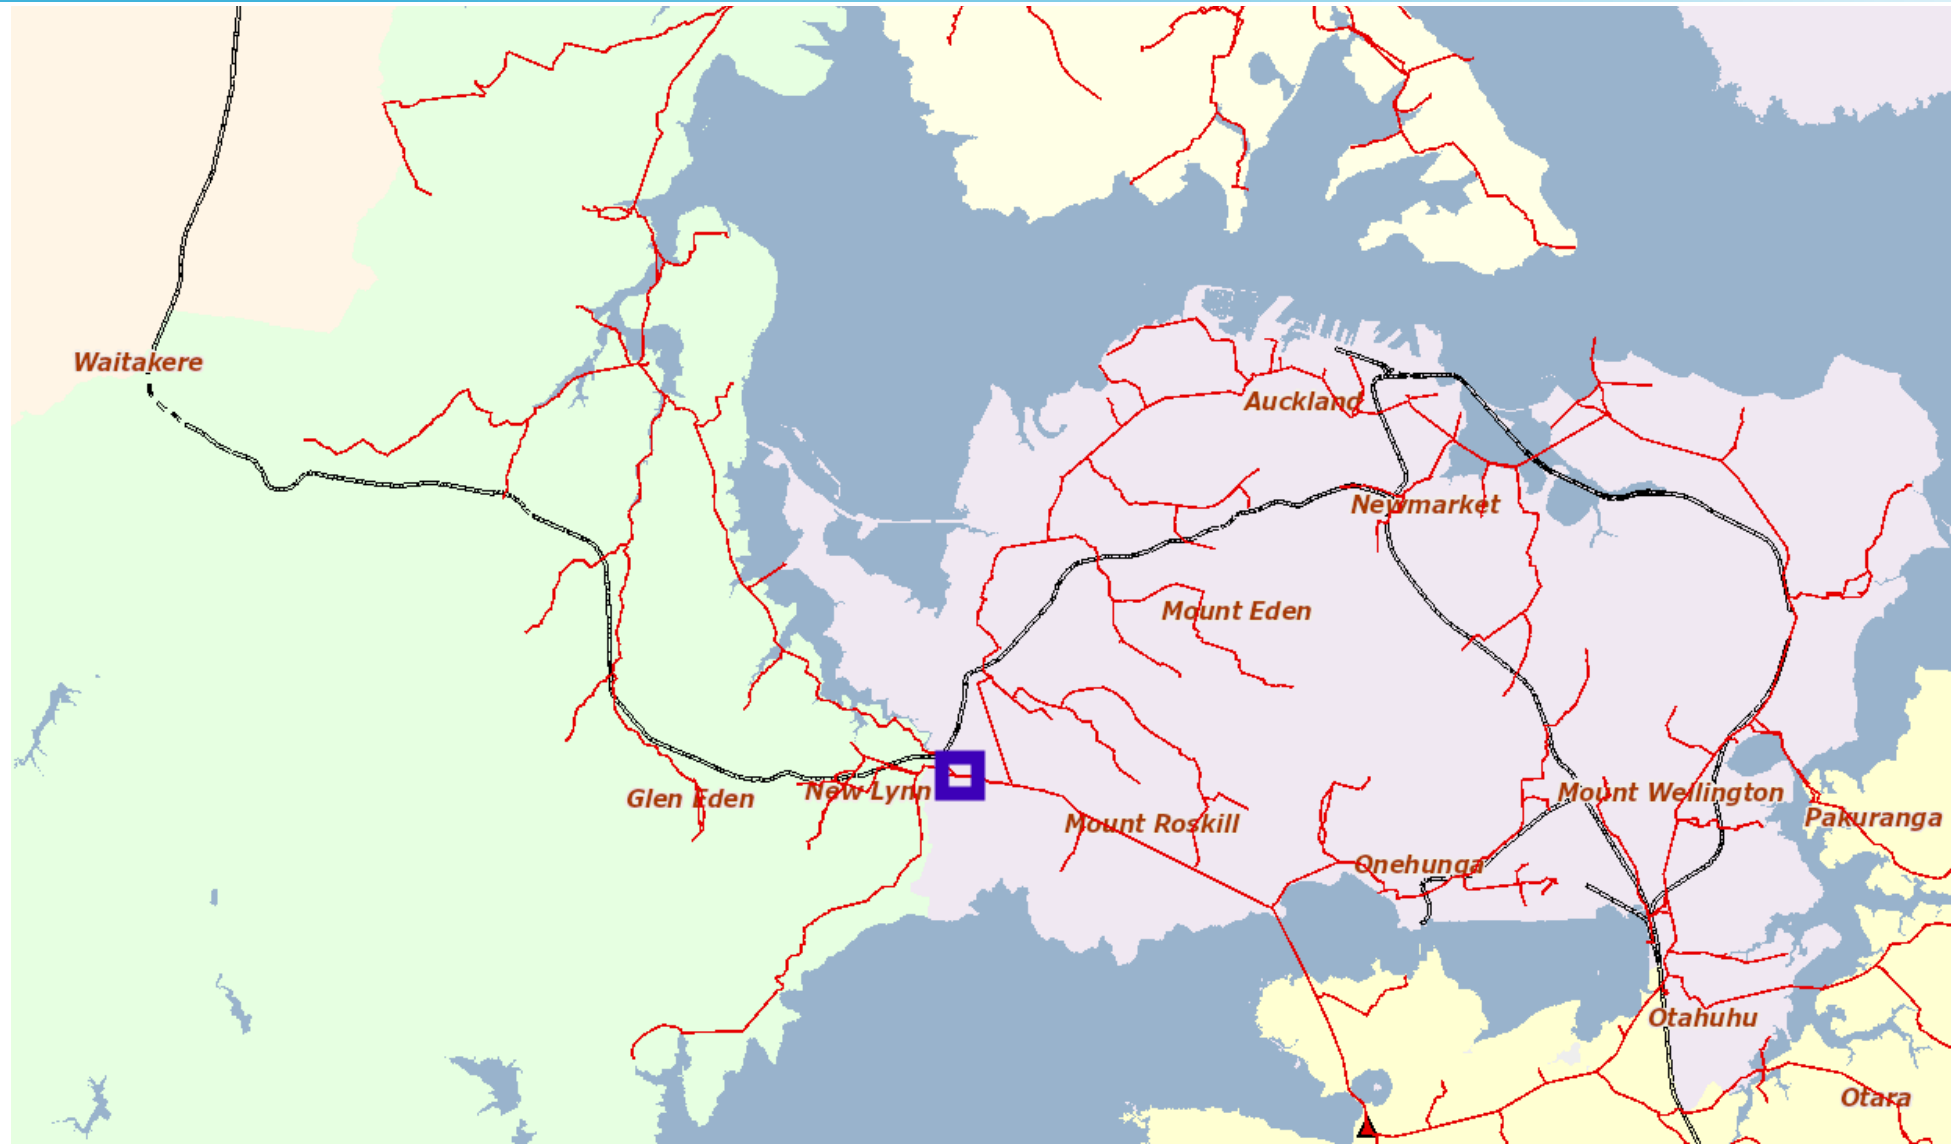 Waitakere
Auckland
Newmarket
Mount Eden
Glen Eden
New Lynn
Mount Wellington
Mount Roskill
Pakuranga
Onehunga
Otahuhu
Otara